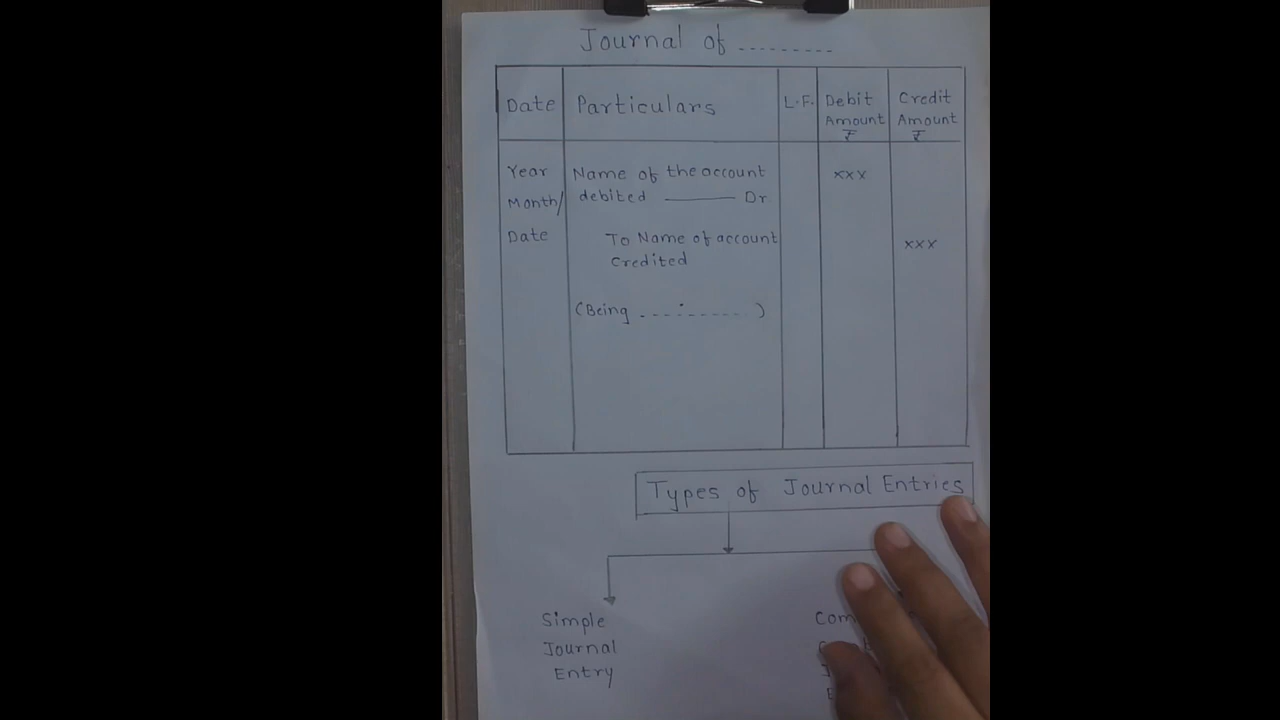 Journal of .........
Date Particulars L.F. Debit Amount ₹ Credit Amount ₹
Year Name of the account xxx
Month/ debited ——— Dr
Date To Name of account xxx
Credited
(Being ...........)
Types of Journal Entries
Simple
Journal
Entry